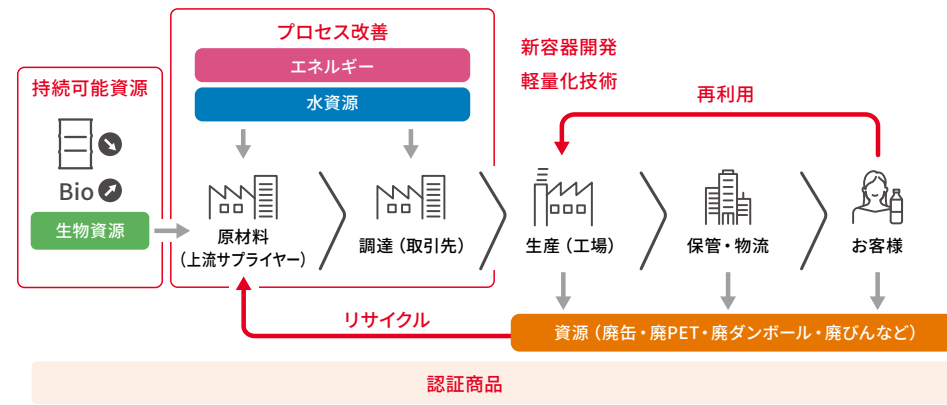 プロセス改善
エネルギー
水資源
新容器開発
軽量化技術
再利用
持続可能資源
Bio
生物資源
原材料
（上流サプライヤー）
調達（取引先）
生産（工場）
保管・物流
お客様
リサイクル
資源（廃缶・廃PET・廃ダンボール・廃びんなど）
認証商品